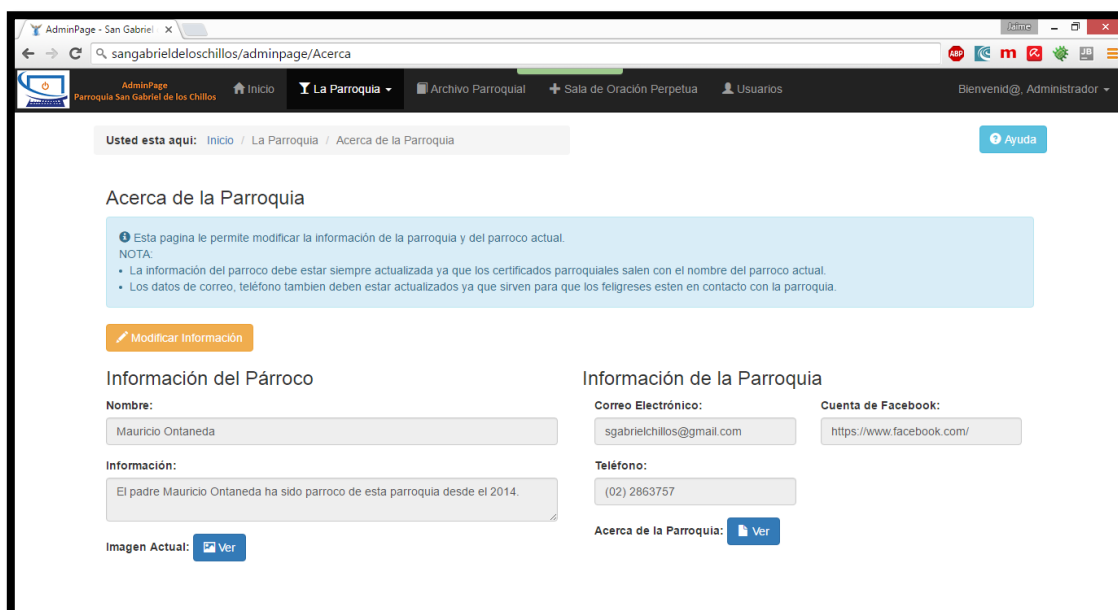 AdminPage - San Gabriel
Jaime
sangabrieldeloschillos/adminpage/Acerca
ABP
m
JB
AdminPage
Parroquia San Gabriel de los Chillos
Inicio
La Parroquia
Archivo Parroquial
Sala de Oración Perpetua
Usuarios
Bienvenid@, Administrador
Usted esta aqui: Inicio / La Parroquia / Acerca de la Parroquia
Ayuda
Acerca de la Parroquia
Esta pagina le permite modificar la información de la parroquia y del parroco actual.
NOTA:
• La información del parroco debe estar siempre actualizada ya que los certificados parroquiales salen con el nombre del parroco actual.
• Los datos de correo, teléfono tambien deben estar actualizados ya que sirven para que los feligreses esten en contacto con la parroquia.
Modificar Información
Información del Párroco
Nombre:
Mauricio Ontaneda
Información:
El padre Mauricio Ontaneda ha sido parroco de esta parroquia desde el 2014.
Imagen Actual: Ver
Información de la Parroquia
Correo Electrónico:
sgabrielchillos@gmail.com
Cuenta de Facebook:
https://www.facebook.com/
Teléfono:
(02) 2863757
Acerca de la Parroquia: Ver